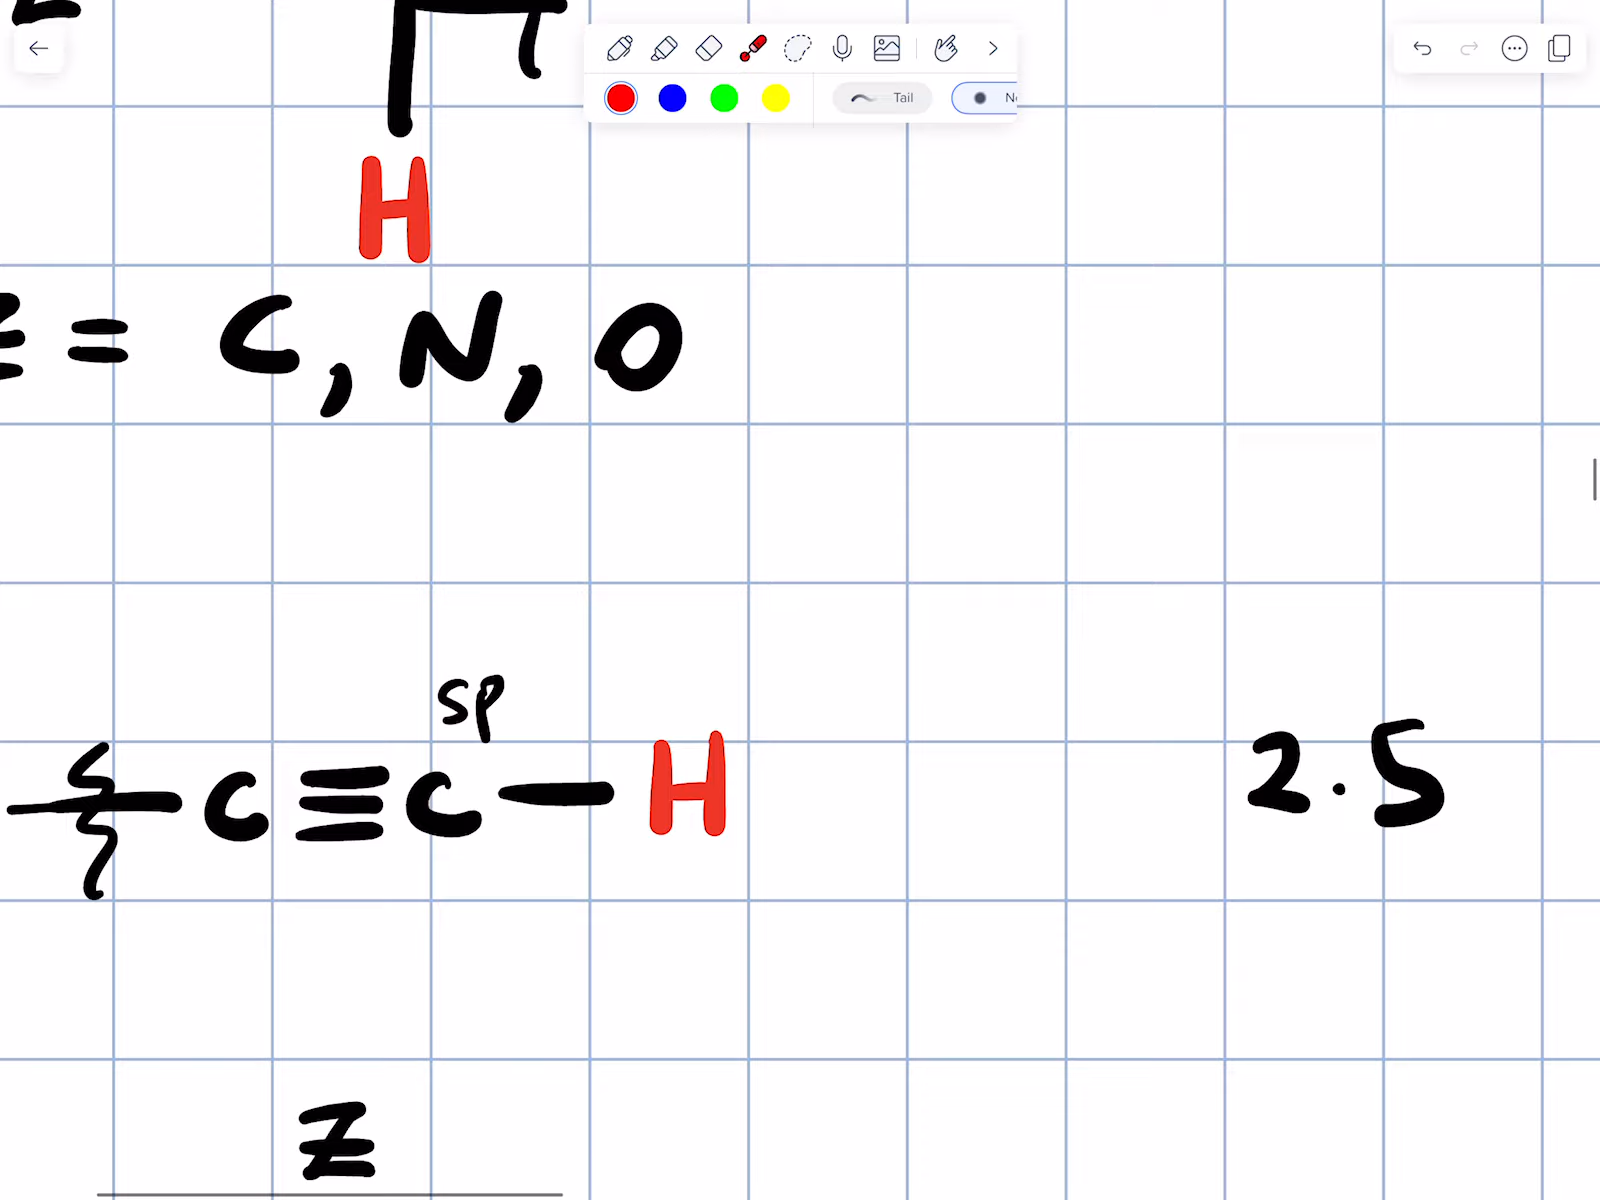 Tail
H
= C, N, O
sp
C≡C—H
2.5
Z